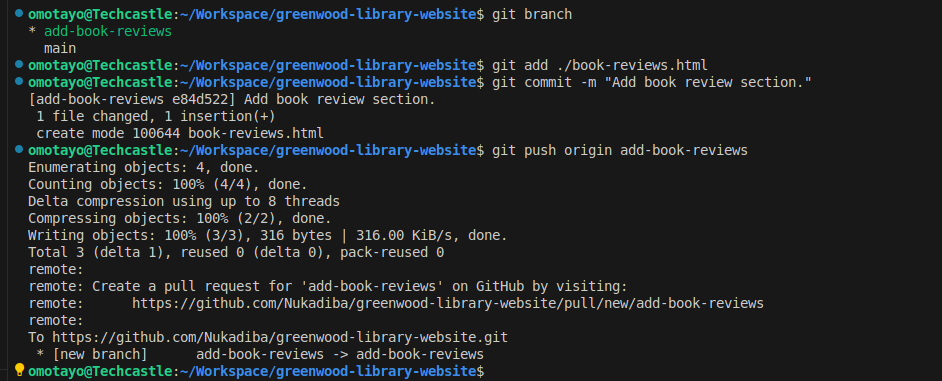 omotayo@Techcastle:~/Workspace/greenwood-library-website$ git branch
* add-book-reviews
  main
omotayo@Techcastle:~/Workspace/greenwood-library-website$ git add ./book-reviews.html
omotayo@Techcastle:~/Workspace/greenwood-library-website$ git commit -m "Add book review section."
[add-book-reviews e84d522] Add book review section.
 1 file changed, 1 insertion(+)
 create mode 100644 book-reviews.html
omotayo@Techcastle:~/Workspace/greenwood-library-website$ git push origin add-book-reviews
Enumerating objects: 4, done.
Counting objects: 100% (4/4), done.
Delta compression using up to 8 threads
Compressing objects: 100% (2/2), done.
Writing objects: 100% (3/3), 316 bytes | 316.00 KiB/s, done.
Total 3 (delta 1), reused 0 (delta 0), pack-reused 0
remote:
remote: Create a pull request for 'add-book-reviews' on GitHub by visiting:
remote:      https://github.com/Nukadiba/greenwood-library-website/pull/new/add-book-reviews
remote:
To https://github.com/Nukadiba/greenwood-library-website.git
 * [new branch]      add-book-reviews -> add-book-reviews
omotayo@Techcastle:~/Workspace/greenwood-library-website$